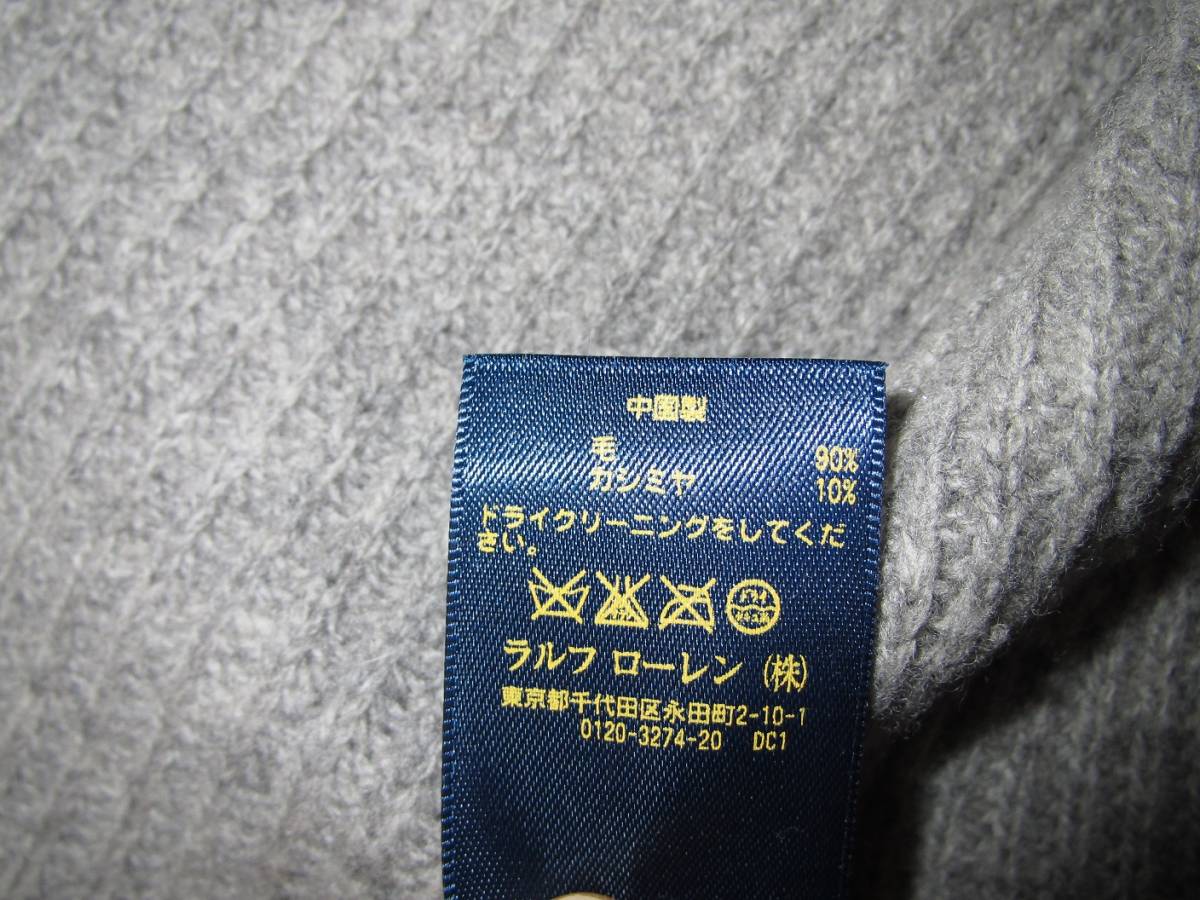 中国製
毛 90%
カシミヤ 10%
ドライクリーニングをしてくだ
さい。
ラルフ ローレン (株)
東京都千代田区永田町2-10-1
0120-3274-20 DC1